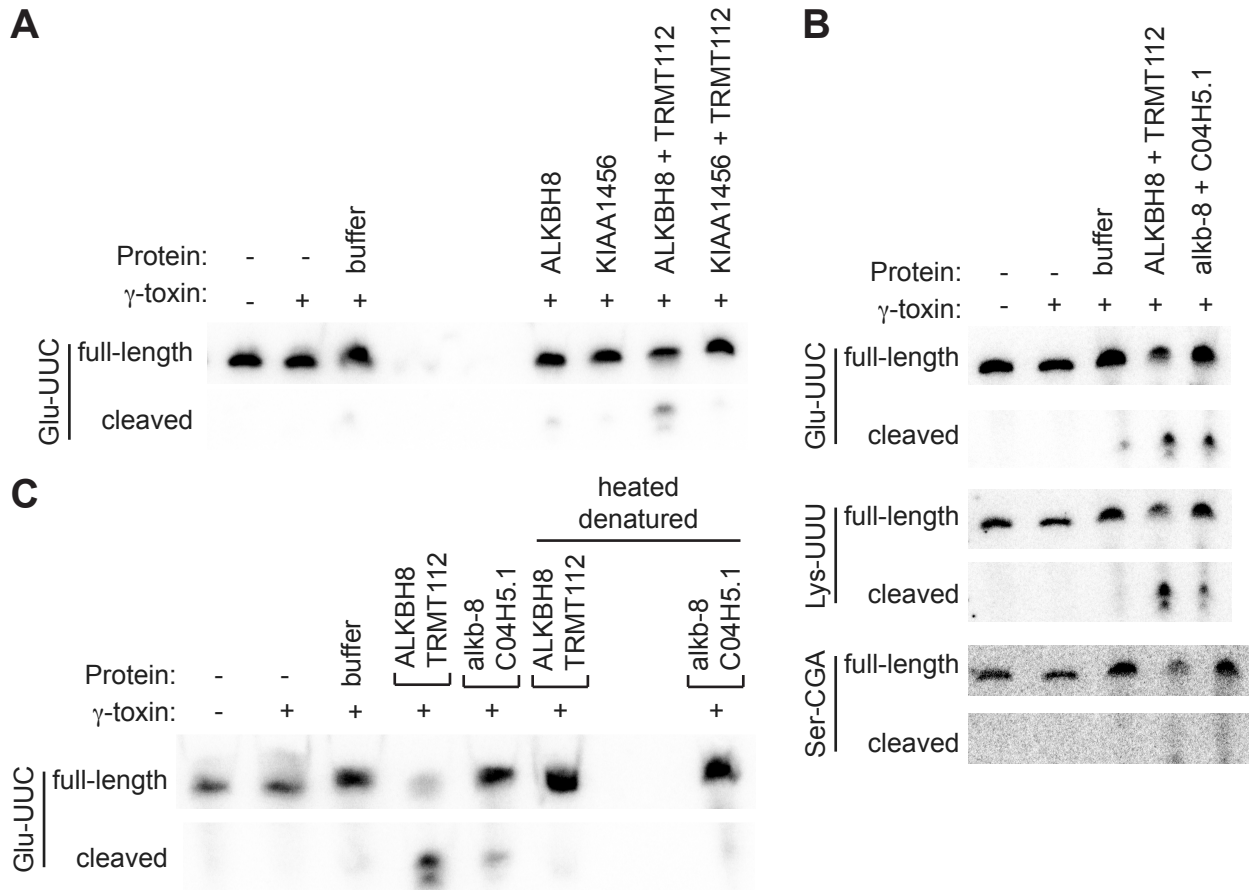 A
buffer
ALKBH8
KIAA1456
ALKBH8 + TRMT112
KIAA1456 + TRMT112
Protein: - -
γ-toxin: - + + + + + +
Glu-UUC
full-length
cleaved
B
buffer
ALKBH8 + TRMT112
alkb-8 + C04H5.1
Protein: - -
γ-toxin: - + + + +
Glu-UUC
full-length
cleaved
Lys-UUU
full-length
cleaved
Ser-CGA
full-length
cleaved
C
heated
denatured
buffer
ALKBH8
TRMT112
alkb-8
C04H5.1
ALKBH8
TRMT112
alkb-8
C04H5.1
Protein: - -
γ-toxin: - + + + + + +
Glu-UUC
full-length
cleaved